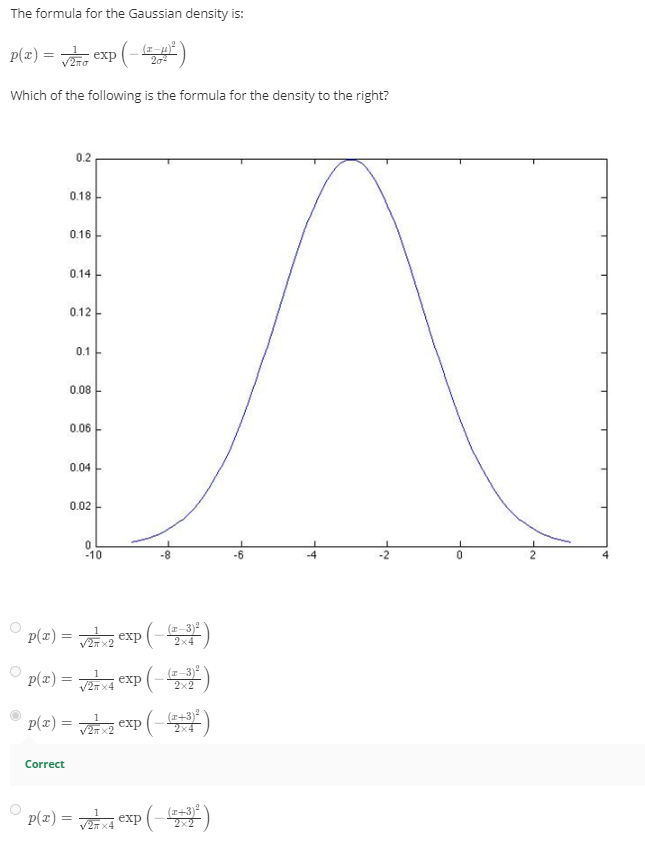 The formula for the Gaussian density is:
p(x) = 1/(√2πσ) exp (−(x−μ)²/2σ²)
Which of the following is the formula for the density to the right?
0.2
0.18
0.16
0.14
0.12
0.1
0.08
0.06
0.04
0.02
0
-10 -8 -6 -4 -2 0 2 4
p(x) = 1/(√2π×2) exp (−(x−3)²/2×4)
p(x) = 1/(√2π×4) exp (−(x−3)²/2×2)
p(x) = 1/(√2π×2) exp (−(x+3)²/2×4)
Correct
p(x) = 1/(√2π×4) exp (−(x+3)²/2×2)